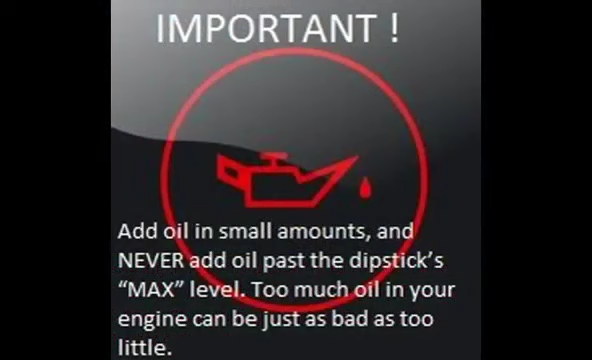 IMPORTANT !
Add oil in small amounts, and
NEVER add oil past the dipstick's
“MAX” level. Too much oil in your
engine can be just as bad as too
little.